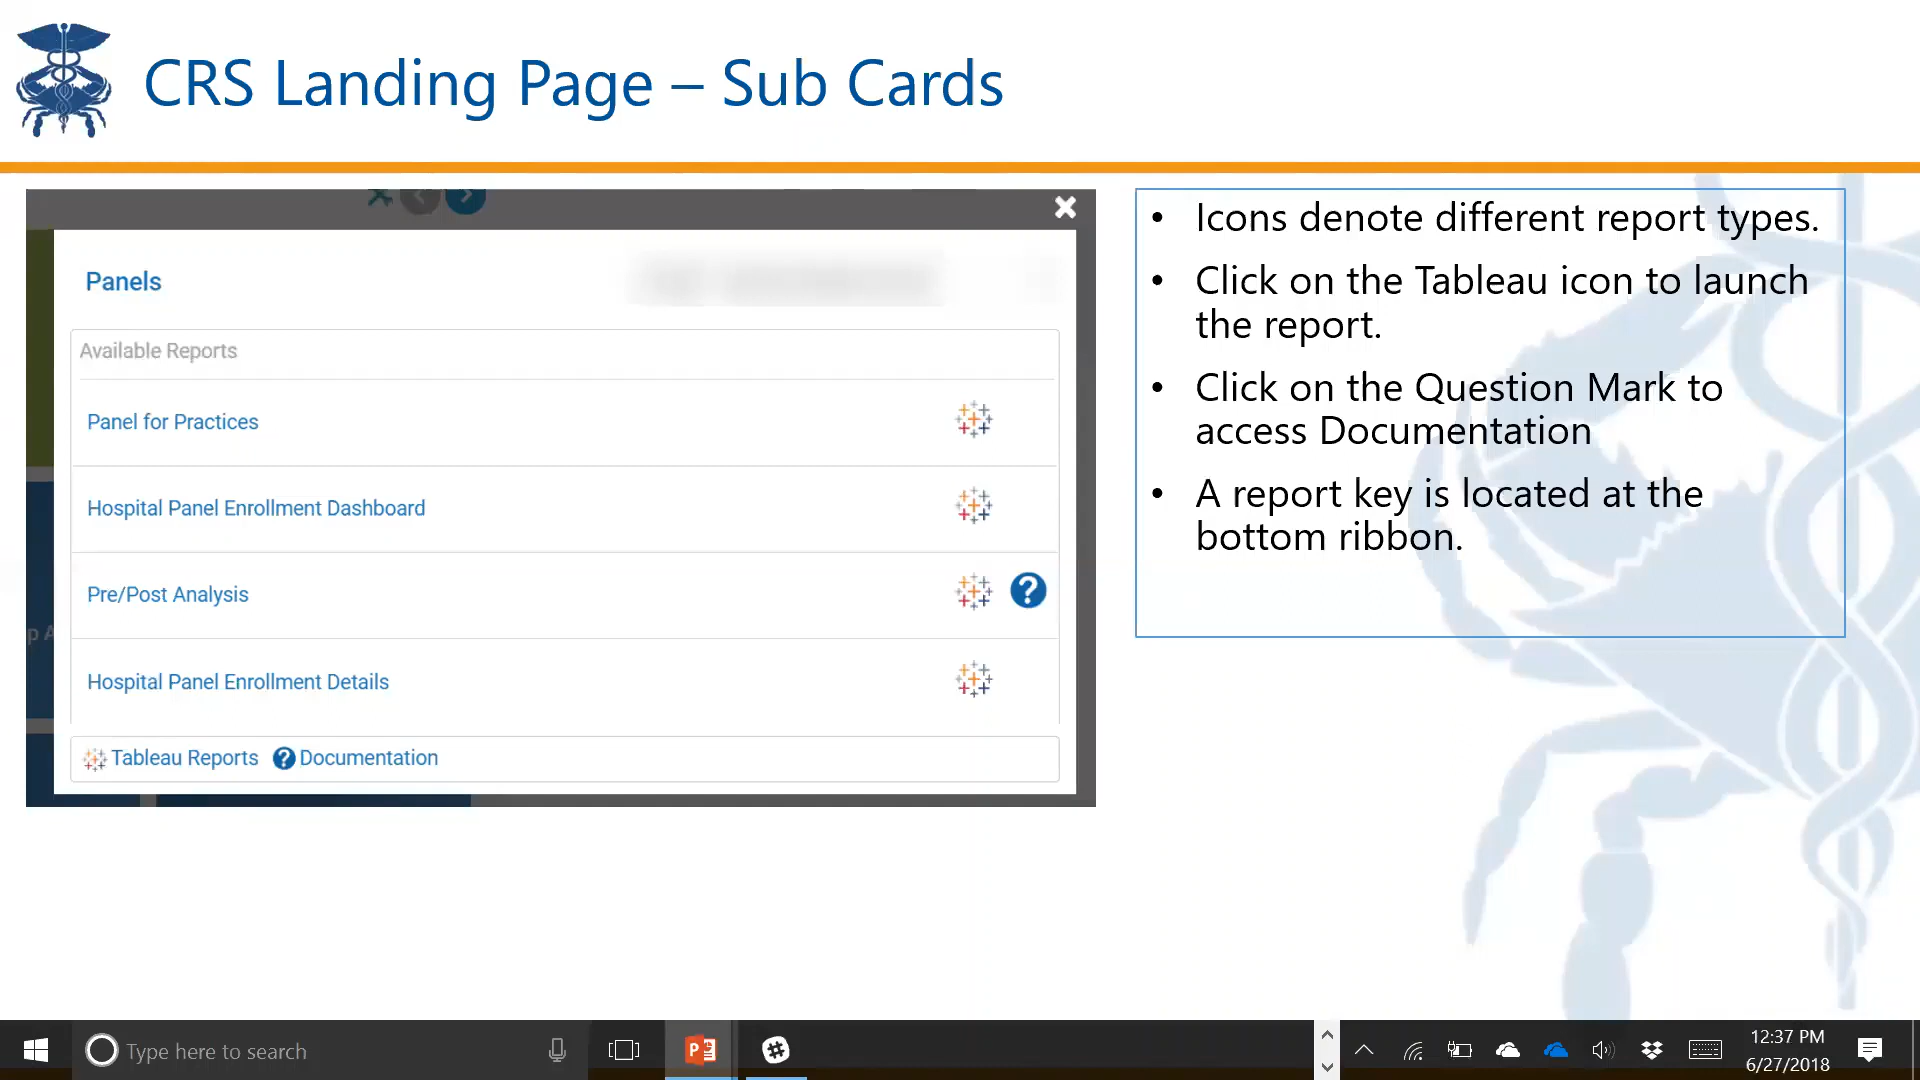 CRS Landing Page – Sub Cards
Panels
Available Reports
Panel for Practices
Hospital Panel Enrollment Dashboard
Pre/Post Analysis
Hospital Panel Enrollment Details
Tableau Reports Documentation
• Icons denote different report types.
• Click on the Tableau icon to launch
the report.
• Click on the Question Mark to
access Documentation
• A report key is located at the
bottom ribbon.
p A
Type here to search
12:37 PM
6/27/2018